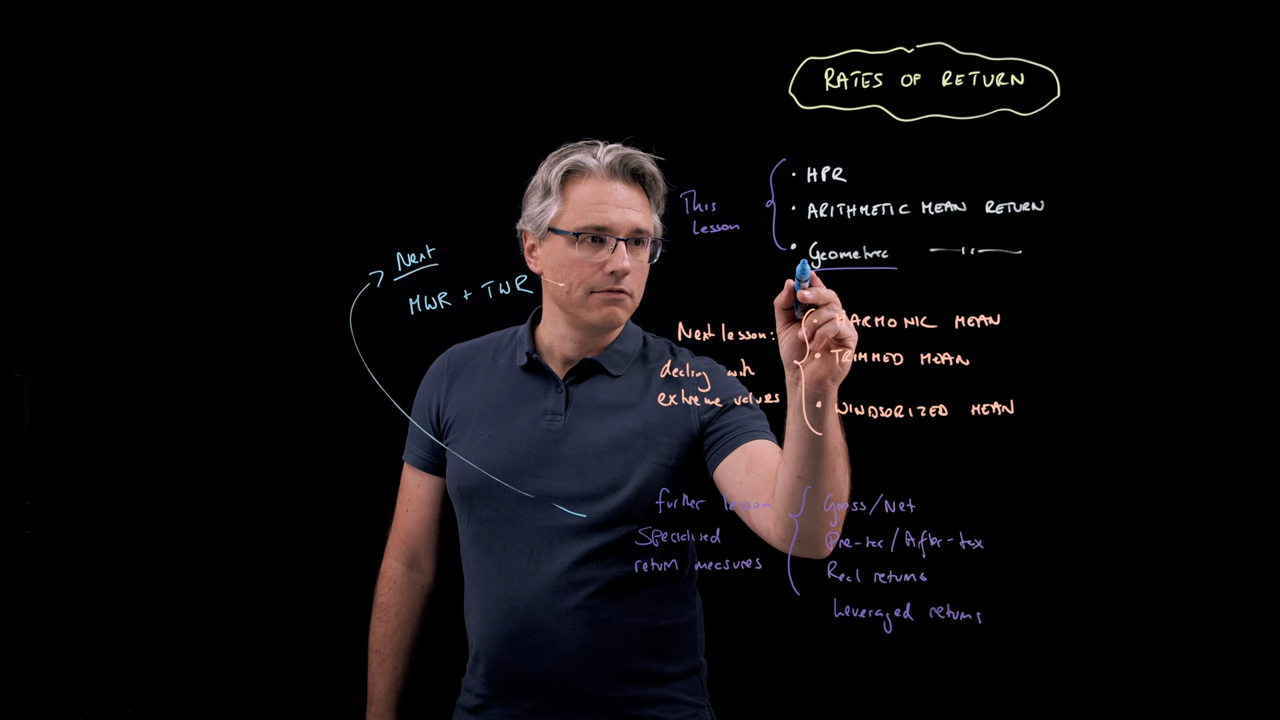 RATES OF RETURN
This
Lesson
· HPR
· ARITHMETIC MEAN RETURN
· Geometric —〃—
Next
MWR + TWR
Next lesson:
dealing with
extreme values
· HARMONIC MEAN
· TRIMMED MEAN
· WINDSORIZED MEAN
further lesson
Specialised
return measures
Gross/Net
Pre-tax/After-tax
Real returns
Leveraged returns